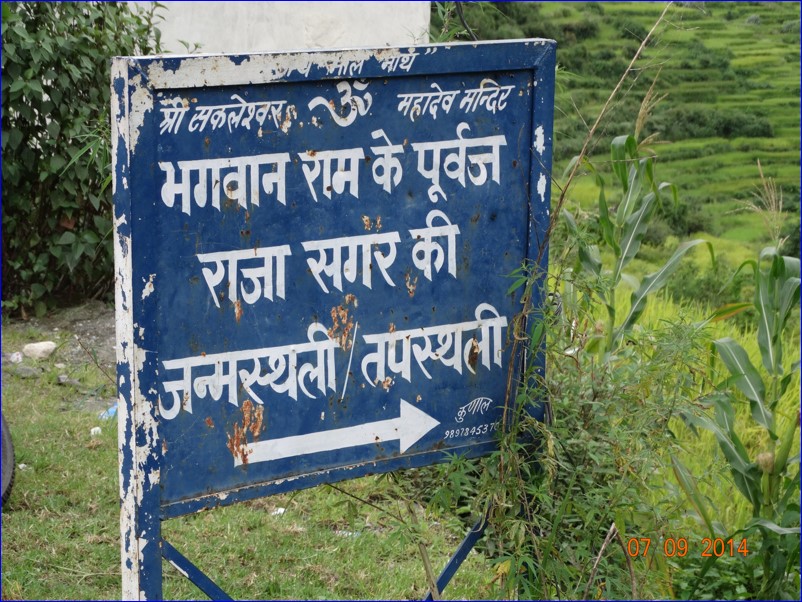 श्री सकलेश्वर ॐ महादेव मन्दिर
भगवान राम के पूर्वज
राजा सगर की
जन्मस्थली/तपस्थली
कुणाल
07 09 2014